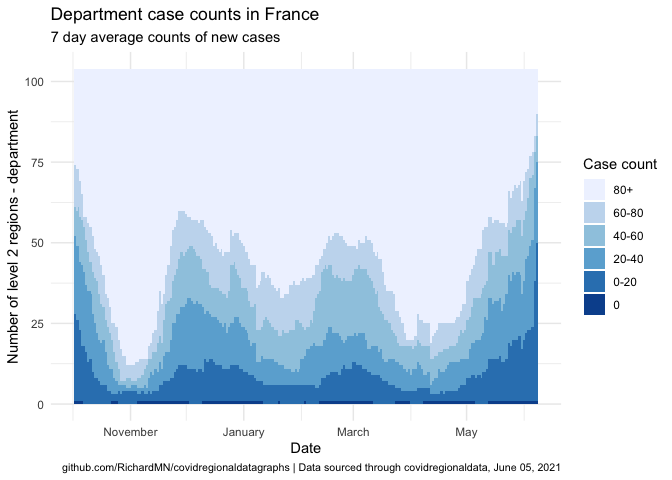 Department case counts in France
7 day average counts of new cases
Number of level 2 regions - department
100
75
50
25
0
November
January
March
May
Date
Case count
80+
60-80
40-60
20-40
0-20
0
github.com/RichardMN/covidregionaldatagraphs | Data sourced through covidregionaldata, June 05, 2021